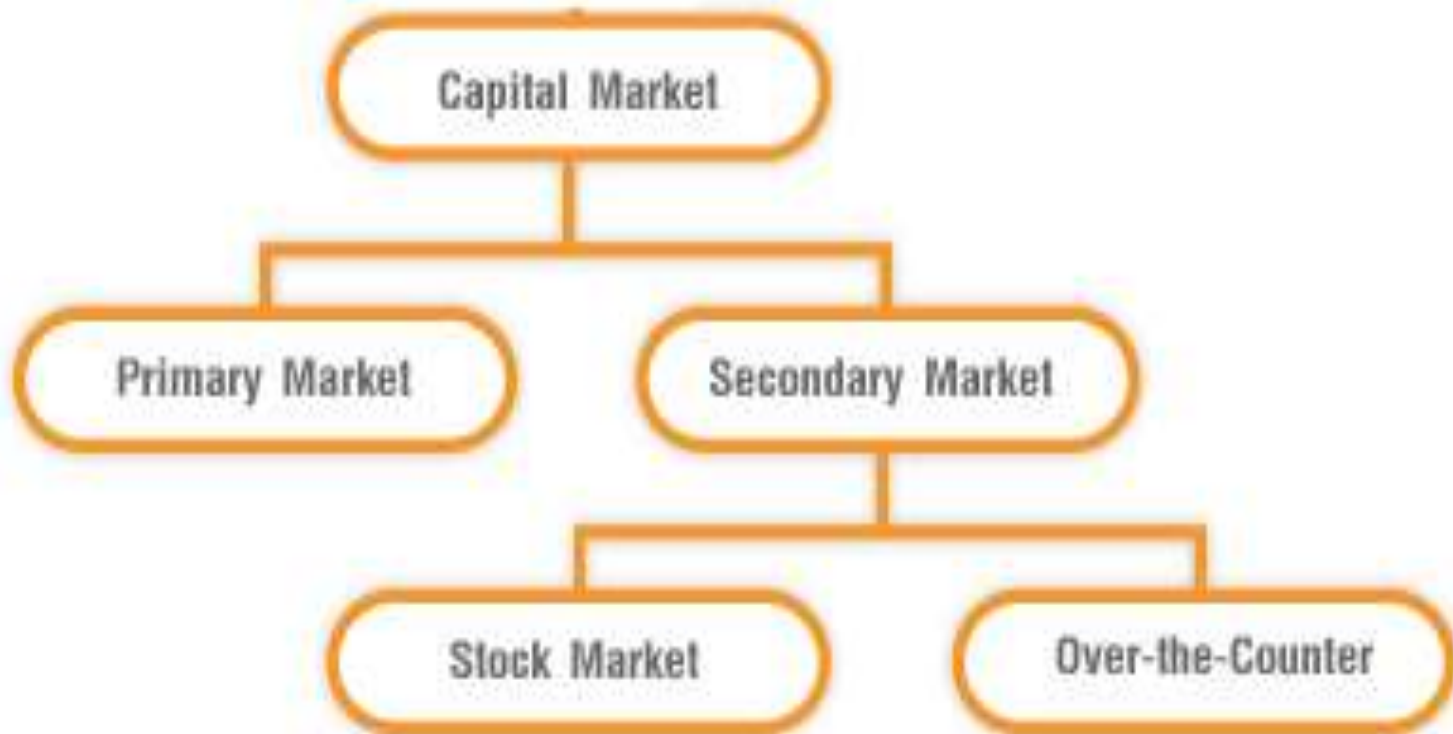 Capital Market
Primary Market
Secondary Market
Stock Market
Over-the-Counter